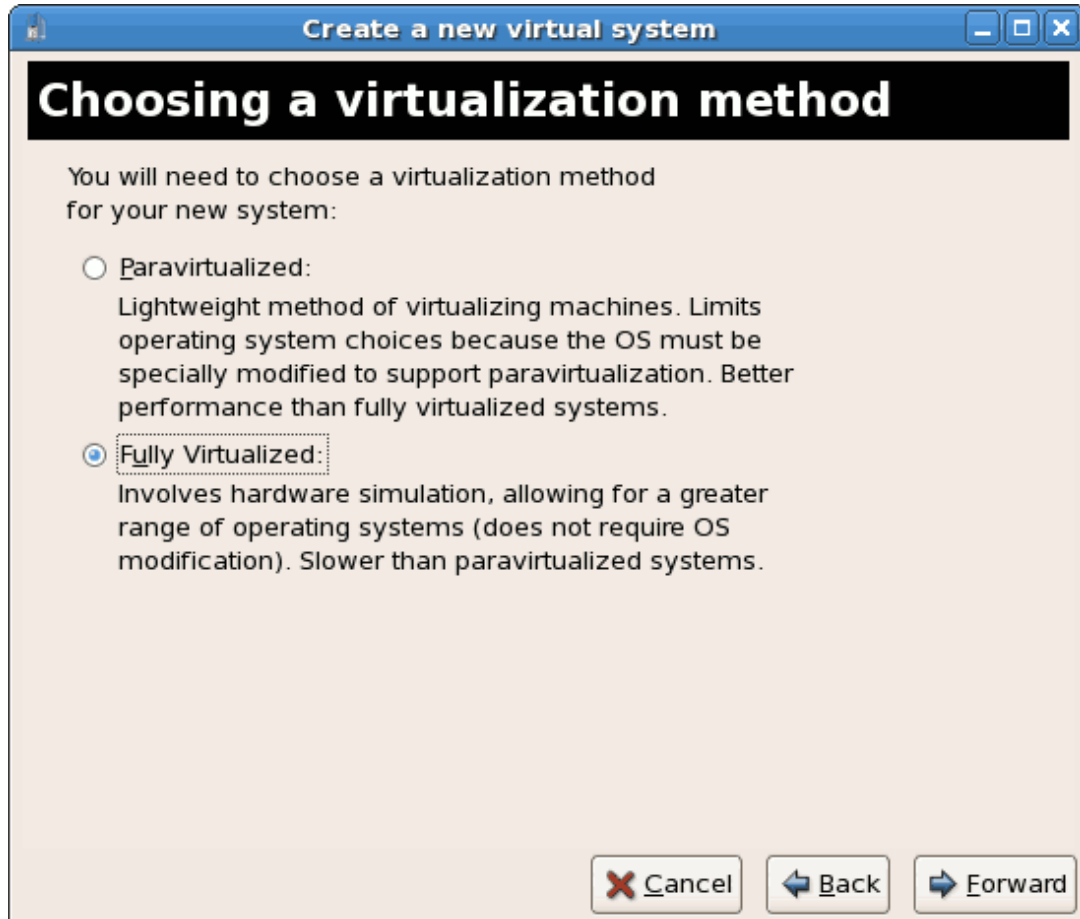 Create a new virtual system
Choosing a virtualization method
You will need to choose a virtualization method
for your new system:
Paravirtualized:
Lightweight method of virtualizing machines. Limits
operating system choices because the OS must be
specially modified to support paravirtualization. Better
performance than fully virtualized systems.
Fully Virtualized:
Involves hardware simulation, allowing for a greater
range of operating systems (does not require OS
modification). Slower than paravirtualized systems.
Cancel Back Forward